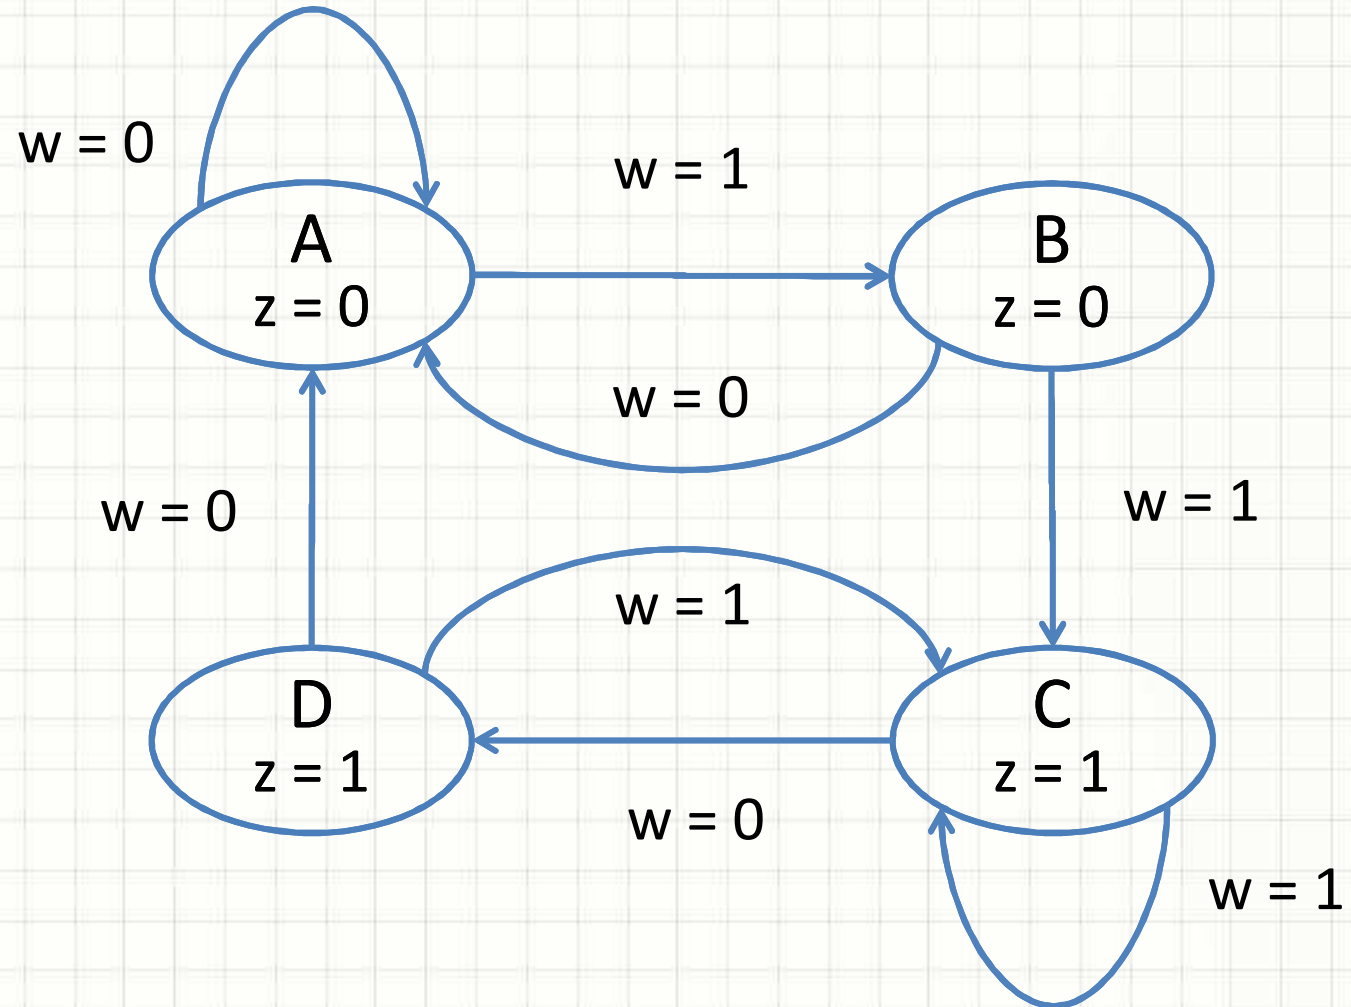 w = 0
w = 1
A
z = 0
B
z = 0
w = 0
w = 0
w = 1
w = 1
D
z = 1
C
z = 1
w = 0
w = 1